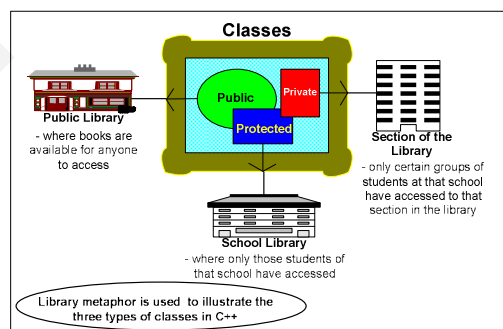 Classes
Public
Private
Protected
Public Library
- where books are
available for anyone
to access
Section of the
Library
- only certain groups of
students at that school
have accessed to that
section in the library
School Library
- where only those students of
that school have accessed
Library metaphor is used to illustrate the
three types of classes in C++